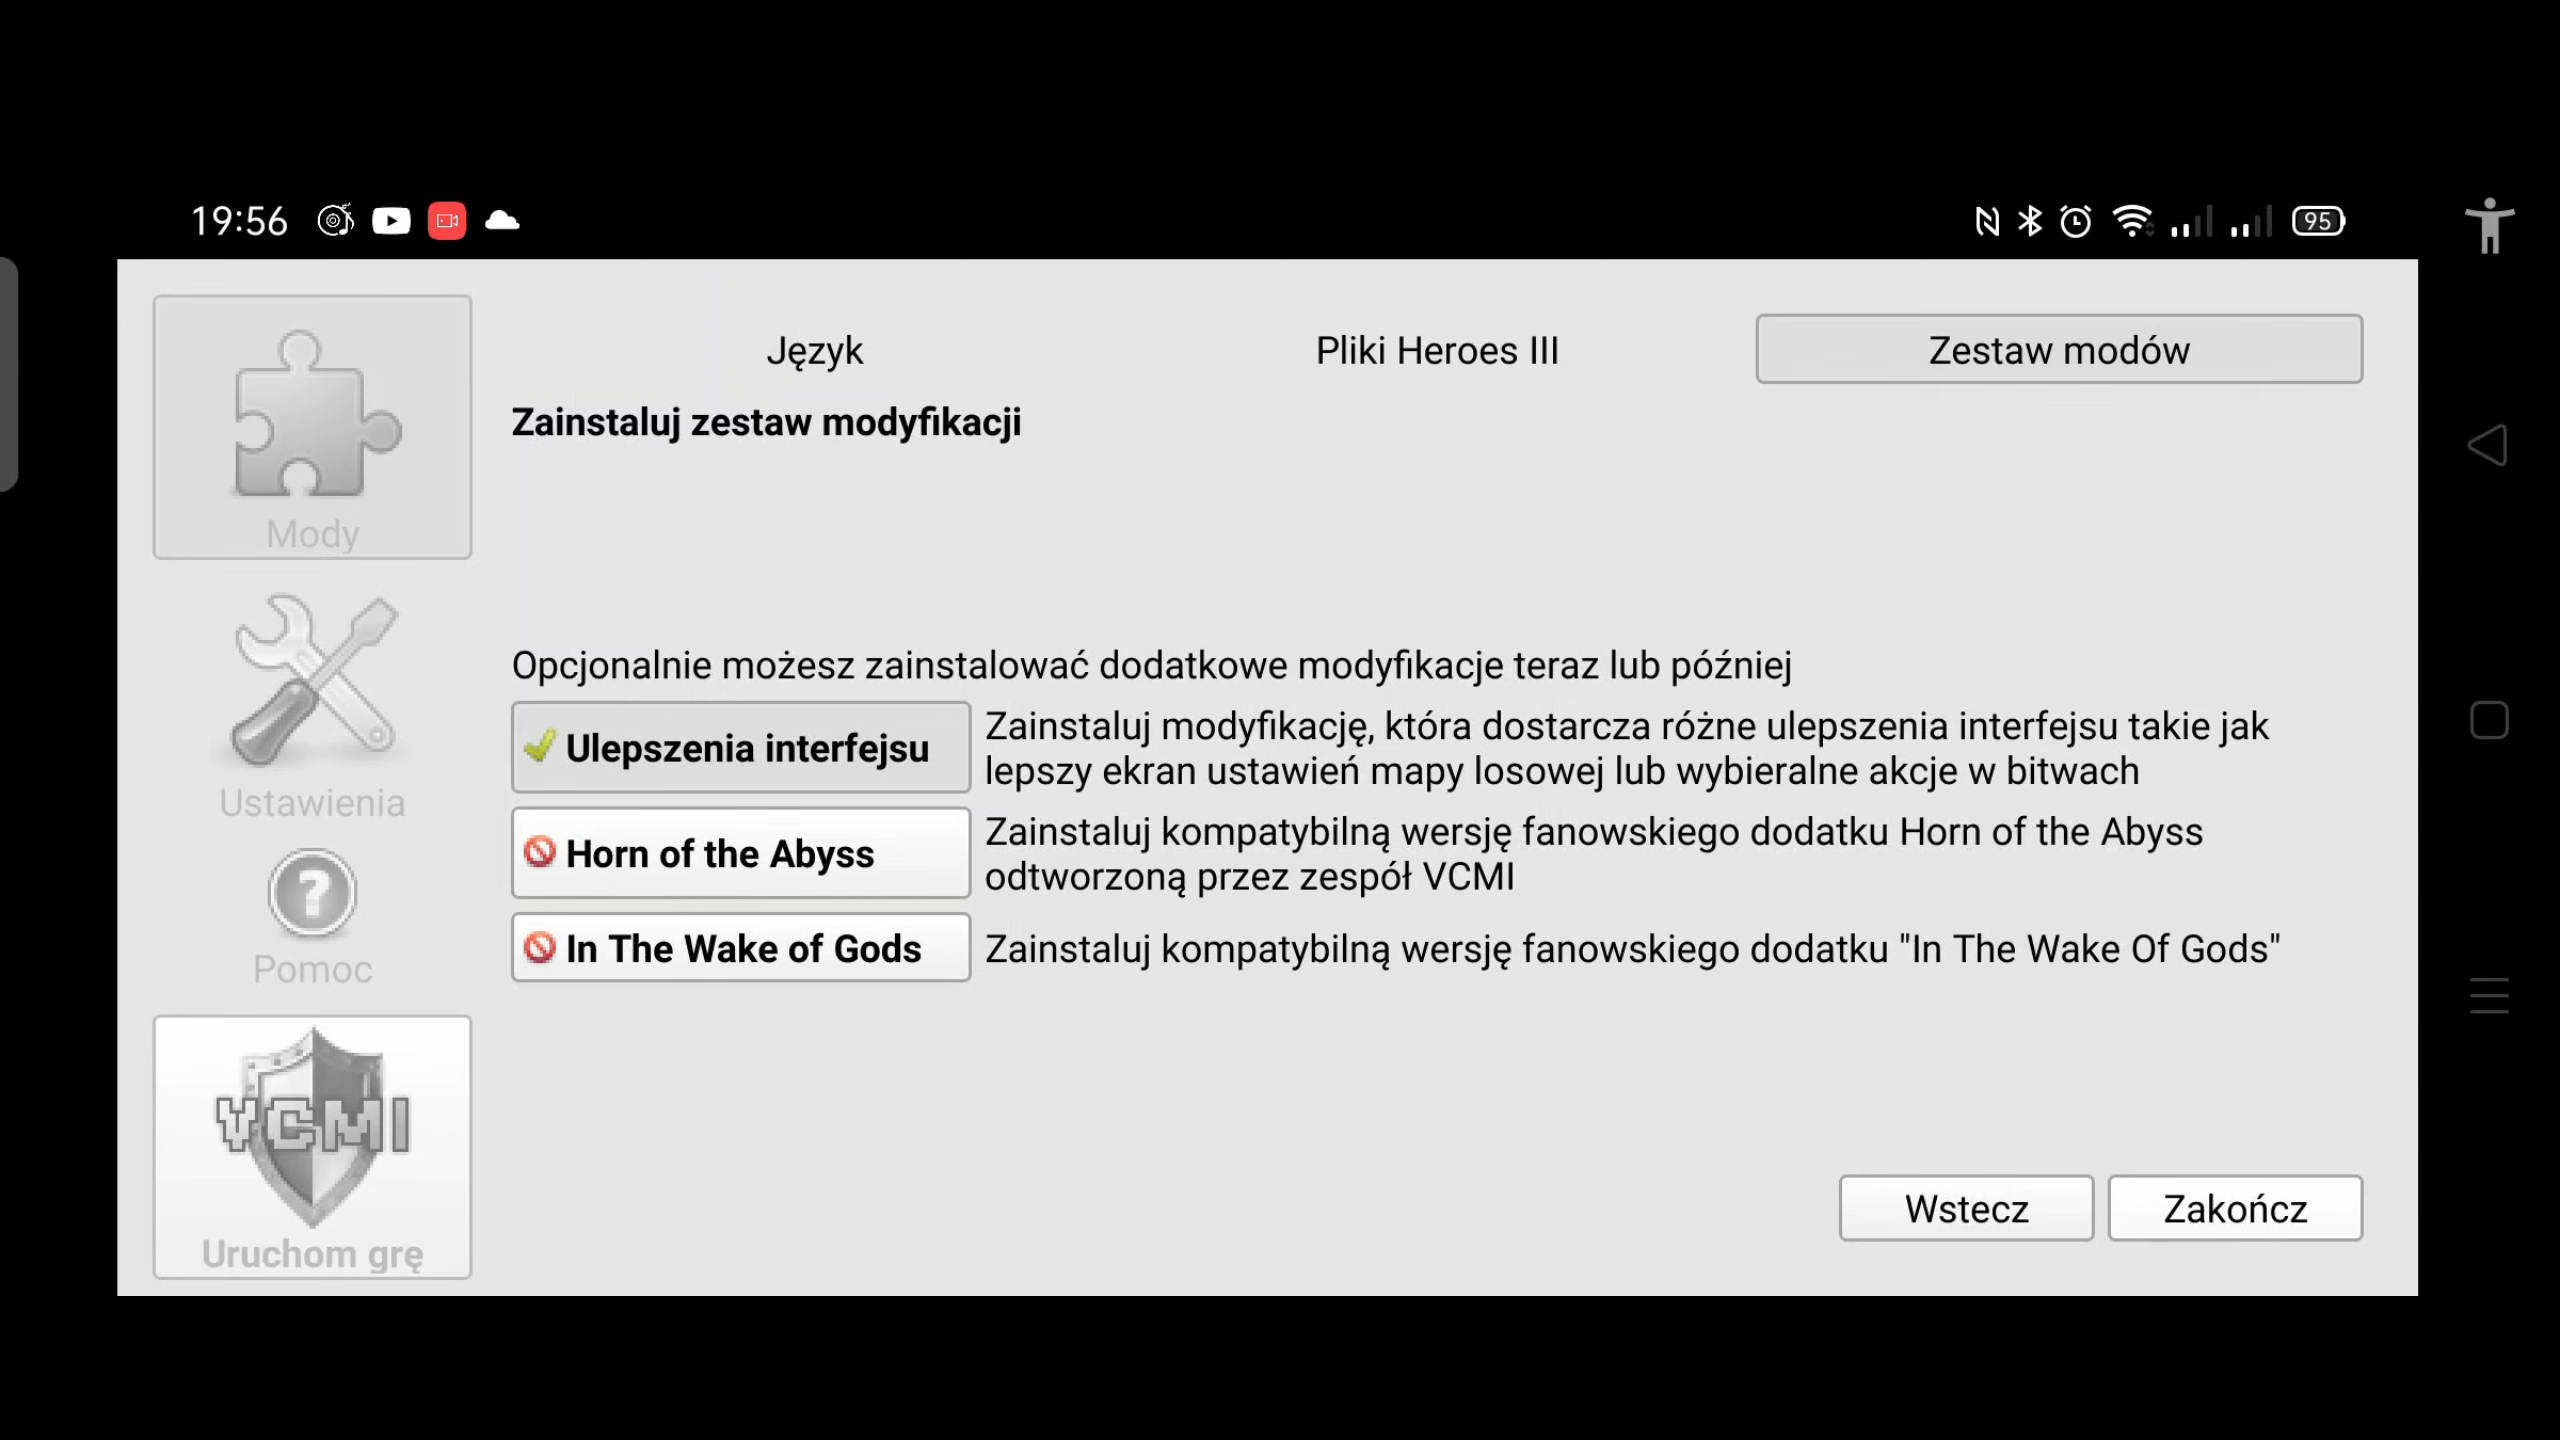 19:56
95
Język
Pliki Heroes III
Zestaw modów
Zainstaluj zestaw modyfikacji
Mody
Ustawienia
Pomoc
VCMI
Uruchom grę
Opcjonalnie możesz zainstalować dodatkowe modyfikacje teraz lub później
Ulepszenia interfejsu
Zainstaluj modyfikację, która dostarcza różne ulepszenia interfejsu takie jak
lepszy ekran ustawień mapy losowej lub wybieralne akcje w bitwach
Horn of the Abyss
Zainstaluj kompatybilną wersję fanowskiego dodatku Horn of the Abyss
odtworzoną przez zespół VCMI
In The Wake of Gods
Zainstaluj kompatybilną wersję fanowskiego dodatku "In The Wake Of Gods"
Wstecz
Zakończ